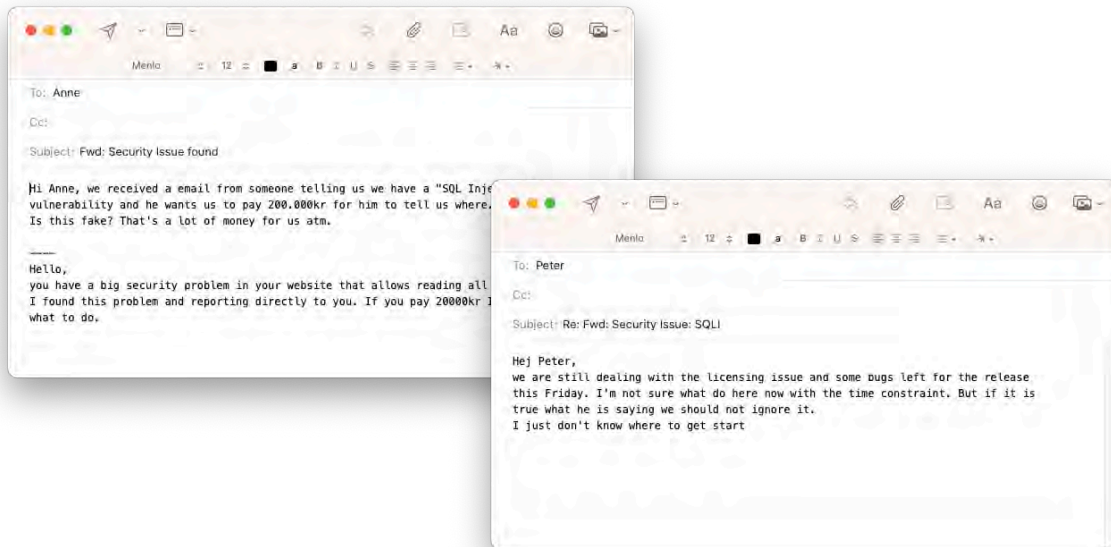 Aa
Menlo 12 a B I U S
To: Anne
Cc:
Subject: Fwd: Security Issue found
Hi Anne, we received a email from someone telling us we have a "SQL Inje
vulnerability and he wants us to pay 200.000kr for him to tell us where.
Is this fake? That's a lot of money for us atm.
Hello,
you have a big security problem in your website that allows reading all
I found this problem and reporting directly to you. If you pay 20000kr I
what to do.
Aa
Menlo 12 a B I U S
To: Peter
Cc:
Subject: Re: Fwd: Security Issue: SQLI
Hej Peter,
we are still dealing with the licensing issue and some bugs left for the release
this Friday. I'm not sure what do here now with the time constraint. But if it is
true what he is saying we should not ignore it.
I just don't know where to get start